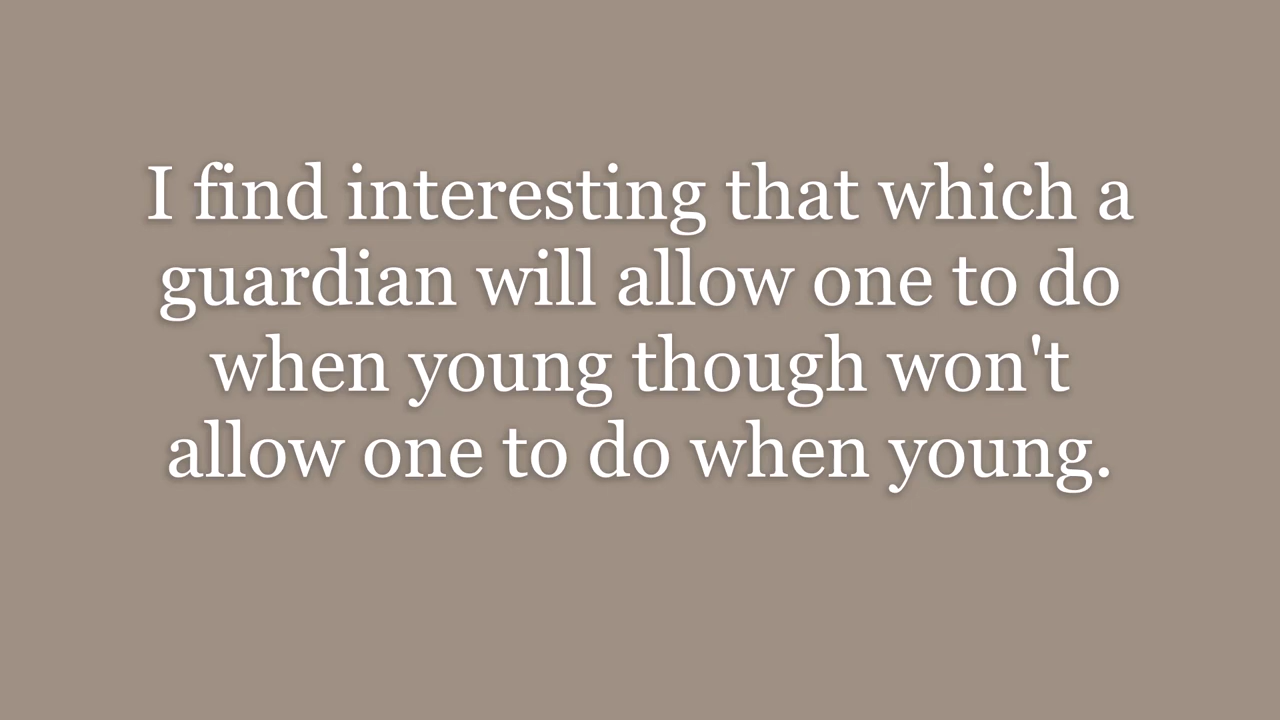 I find interesting that which a
guardian will allow one to do
when young though won't
allow one to do when young.